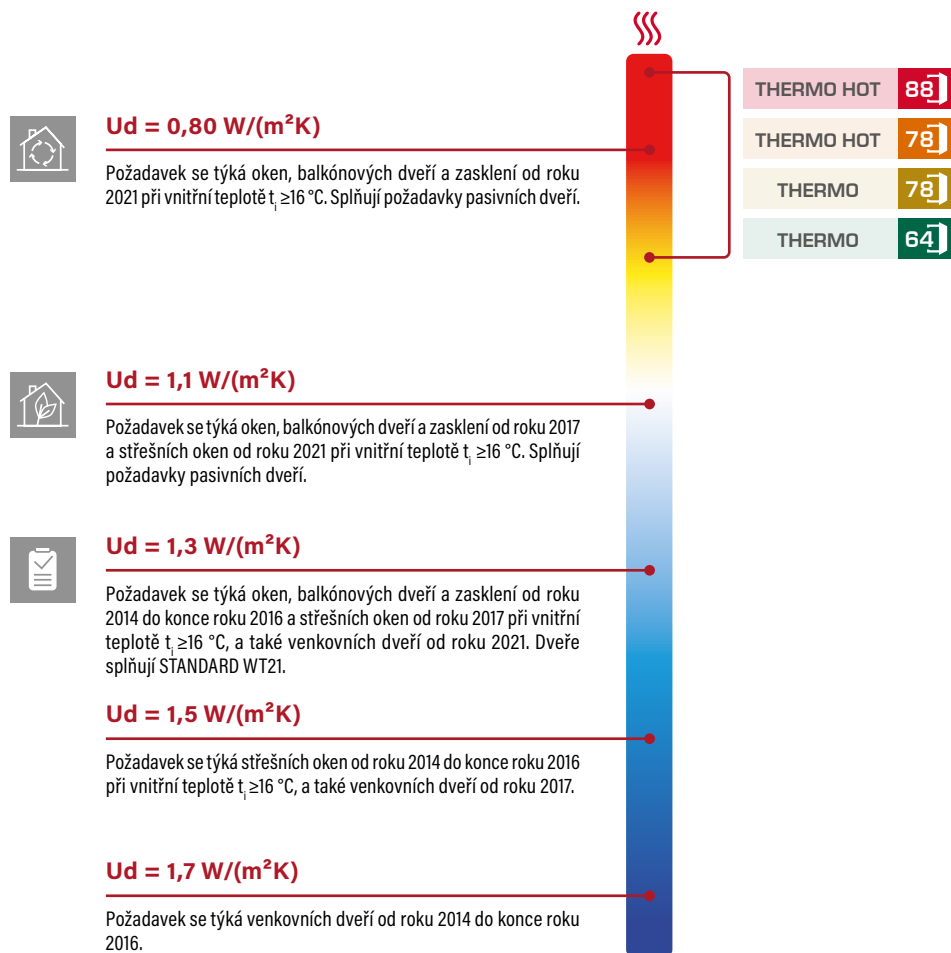 THERMO HOT 88
THERMO HOT 78
THERMO 78
THERMO 64
Ud = 0,80 W/(m²K)
Požadavek se týká oken, balkónových dveří a zasklení od roku
2021 při vnitřní teplotě tᵢ ≥16 °C. Splňují požadavky pasivních dveří.
Ud = 1,1 W/(m²K)
Požadavek se týká oken, balkónových dveří a zasklení od roku 2017
a střešních oken od roku 2021 při vnitřní teplotě tᵢ ≥16 °C. Splňují
požadavky pasivních dveří.
Ud = 1,3 W/(m²K)
Požadavek se týká oken, balkónových dveří a zasklení od roku
2014 do konce roku 2016 a střešních oken od roku 2017 při vnitřní
teplotě tᵢ ≥16 °C, a také venkovních dveří od roku 2021. Dveře
splňují STANDARD WT21.
Ud = 1,5 W/(m²K)
Požadavek se týká střešních oken od roku 2014 do konce roku 2016
při vnitřní teplotě tᵢ ≥16 °C, a také venkovních dveří od roku 2017.
Ud = 1,7 W/(m²K)
Požadavek se týká venkovních dveří od roku 2014 do konce roku
2016.